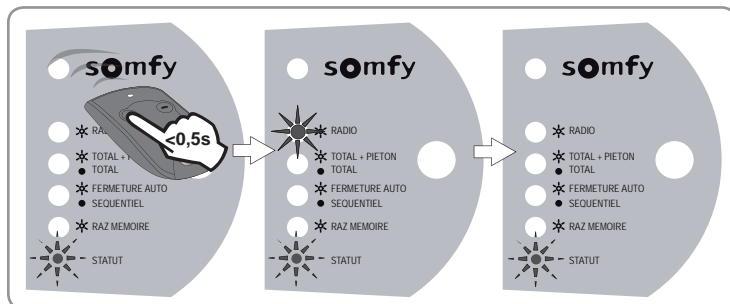 somfy
<0,5s
TOTAL
FERMETURE AUTO
SEQUENTIEL
RAZ MEMOIRE
STATUT
somfy
RADIO
TOTAL + PIETON
TOTAL
FERMETURE AUTO
SEQUENTIEL
RAZ MEMOIRE
STATUT
somfy
RADIO
TOTAL + PIETON
TOTAL
FERMETURE AUTO
SEQUENTIEL
RAZ MEMOIRE
STATUT